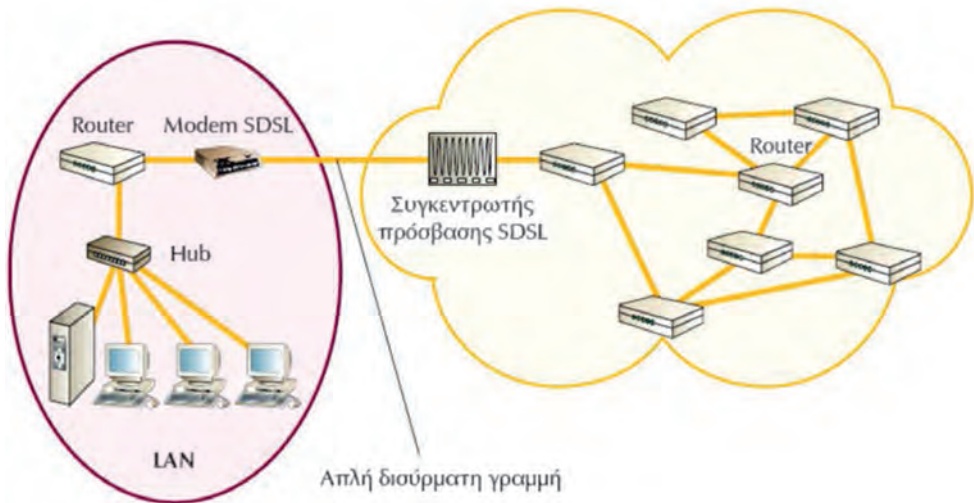 Router
Modem SDSL
Hub
LAN
Συγκεντρωτής
πρόσβασης SDSL
Router
Απλή δισύρματη γραμμή